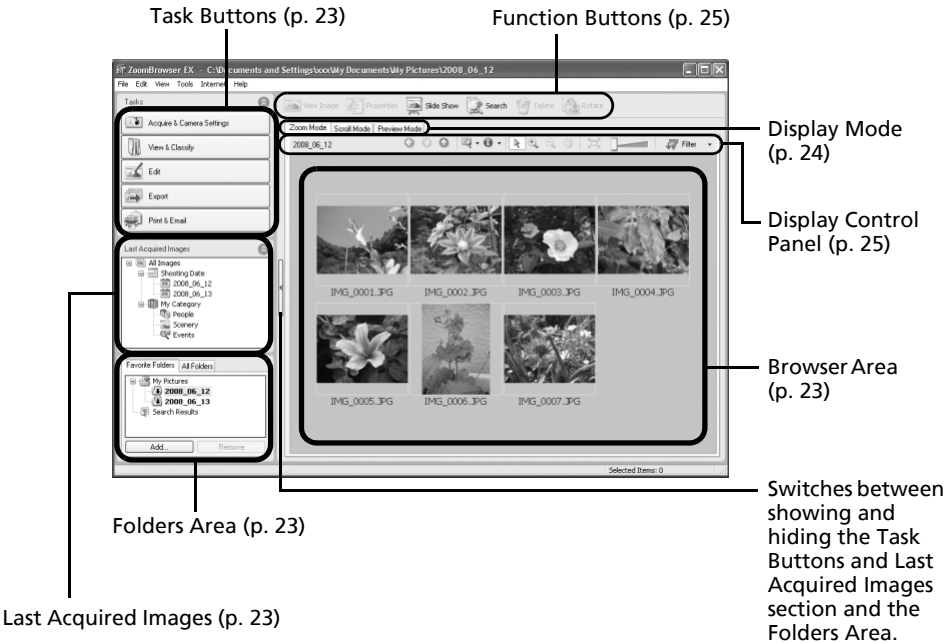 Task Buttons (p. 23)
Function Buttons (p. 25)
ZoomBrowser EX - C:\Documents and Settings\xxx\My Documents\My Pictures\2008_06_12
File Edit View Tools Internet Help
Tasks
View Image Properties Slide Show Search Delete Rotate
Acquire & Camera Settings
Zoom Mode Scroll Mode Preview Mode
Display Mode
(p. 24)
2008_06_12
Filter
View & Classify
Edit
Export
Print & Email
Display Control
Panel (p. 25)
Last Acquired Images
All Images
Shooting Date
2008_06_12
2008_06_13
My Category
People
Scenery
Events
IMG_0001.JPG IMG_0002.JPG IMG_0003.JPG IMG_0004.JPG
Favorite Folders All Folders
My Pictures
2008_06_12
2008_06_13
Search Results
Add... Remove
IMG_0005.JPG IMG_0006.JPG IMG_0007.JPG
Browser Area
(p. 23)
Selected Items: 0
Folders Area (p. 23)
Switches between
showing and
hiding the Task
Buttons and Last
Acquired Images
section and the
Folders Area.
Last Acquired Images (p. 23)